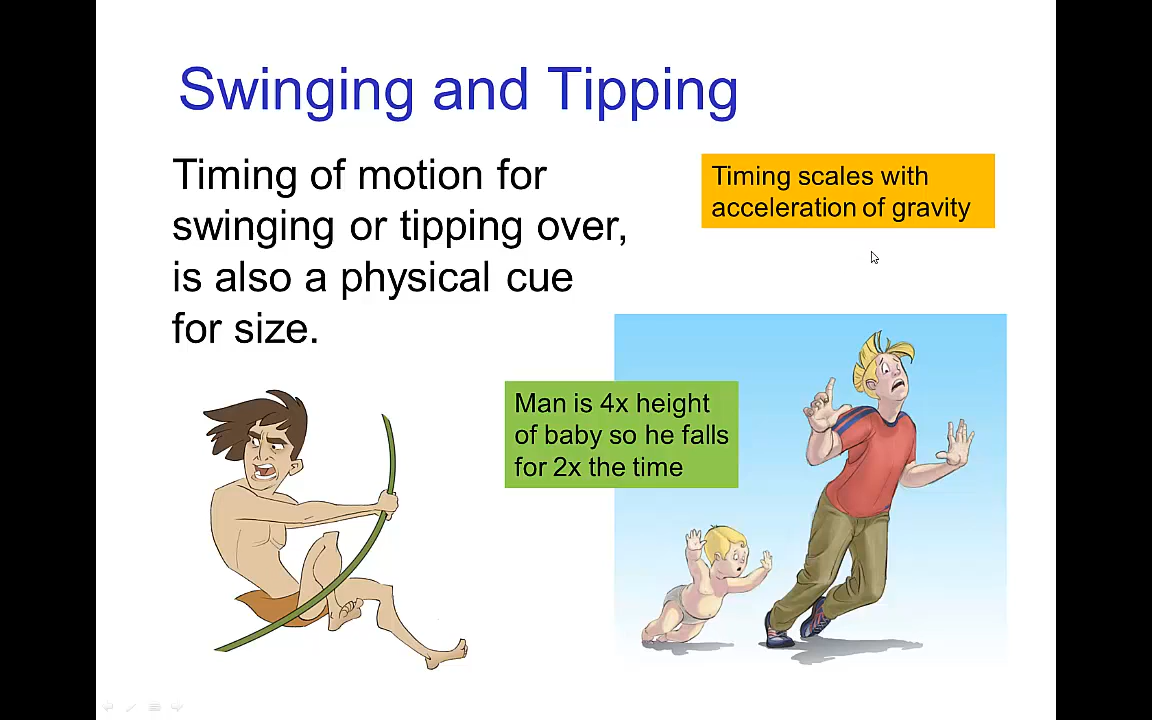 Swinging and Tipping
Timing of motion for
swinging or tipping over,
is also a physical cue
for size.
Timing scales with
acceleration of gravity
Man is 4x height
of baby so he falls
for 2x the time